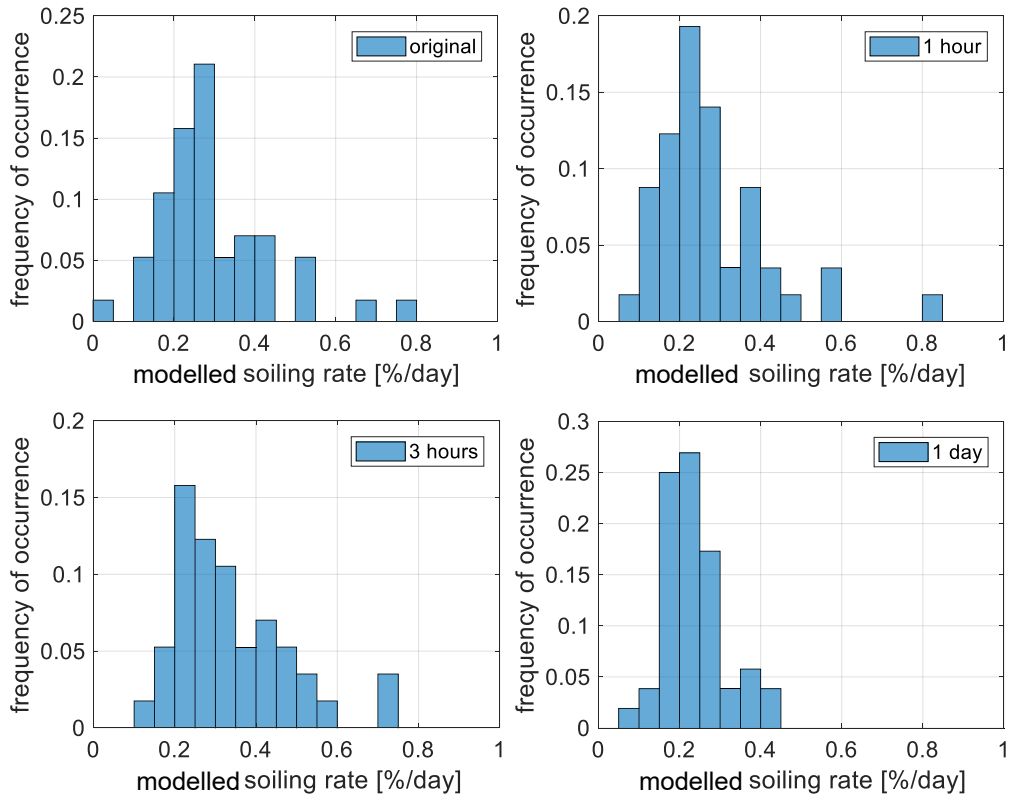 frequency of occurrence
0.25
0.2
0.15
0.1
0.05
0
original
0 0.2 0.4 0.6 0.8 1
modelled soiling rate [%/day]
frequency of occurrence
0.2
0.15
0.1
0.05
0
1 hour
0 0.2 0.4 0.6 0.8 1
modelled soiling rate [%/day]
frequency of occurrence
0.2
0.15
0.1
0.05
0
3 hours
0 0.2 0.4 0.6 0.8 1
modelled soiling rate [%/day]
frequency of occurrence
0.3
0.25
0.2
0.15
0.1
0.05
0
1 day
0 0.2 0.4 0.6 0.8 1
modelled soiling rate [%/day]